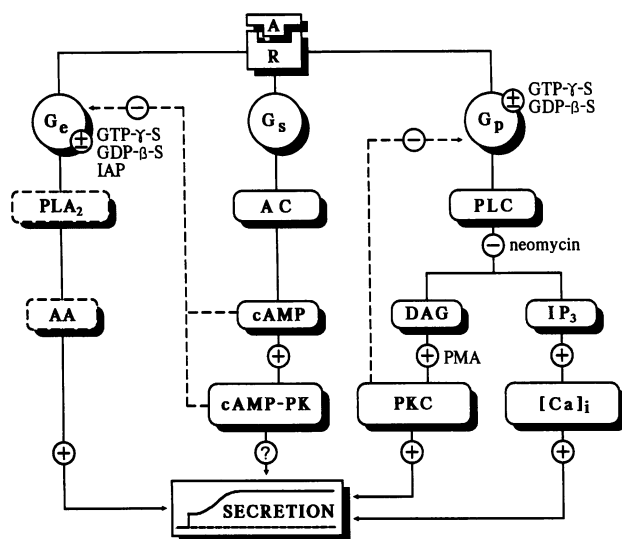 A
R
Ge
±
GTP-γ-S
GDP-β-S
IAP
−
Gs
−
Gp
±
GTP-γ-S
GDP-β-S
PLA2
AC
PLC
−
neomycin
AA
cAMP
DAG
IP3
+
+
PMA
+
cAMP-PK
PKC
[Ca]i
+
?
+
+
SECRETION